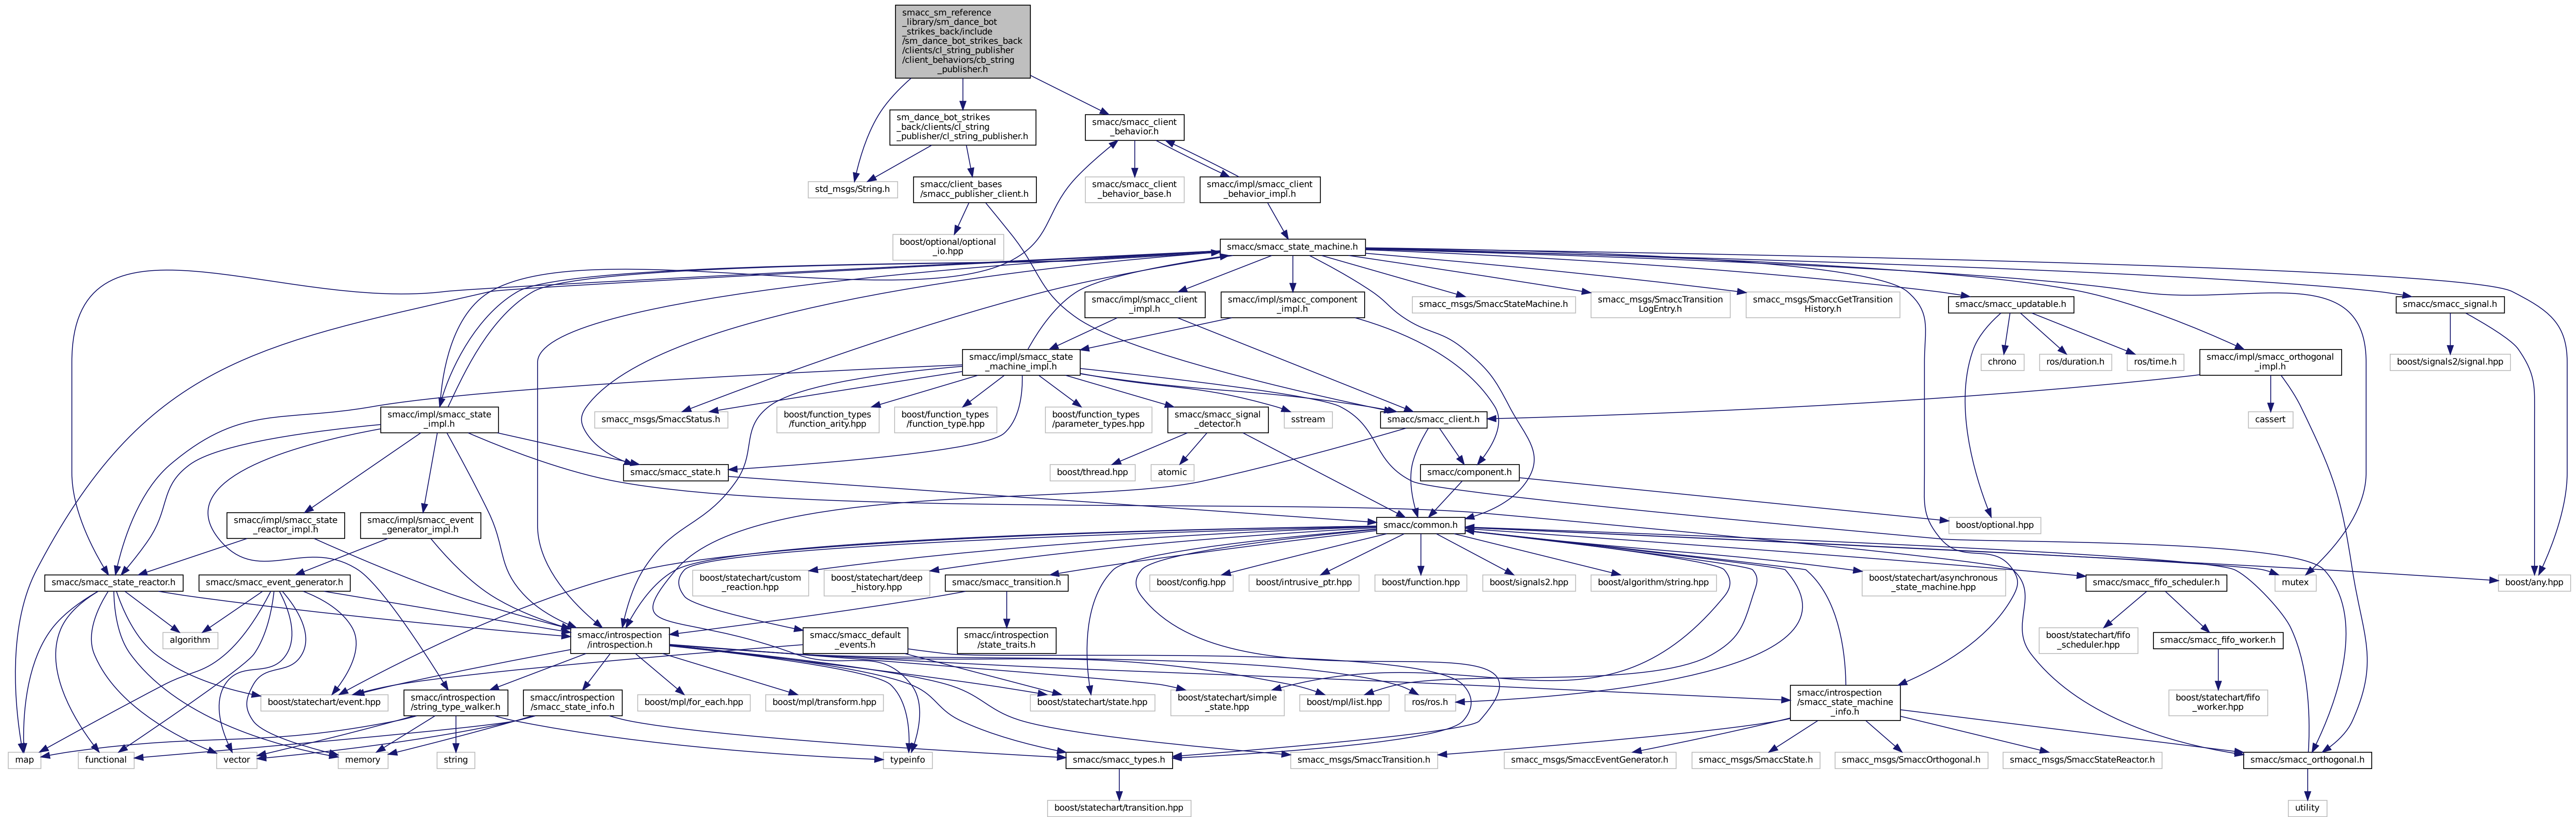 smacc_sm_reference
_library/sm_dance_bot
_strikes_back/include
/sm_dance_bot_strikes_back
/clients/cl_string_publisher
/client_behaviors/cb_string
_publisher.h
sm_dance_bot_strikes
_back/clients/cl_string
_publisher/cl_string_publisher.h
smacc/smacc_client
_behavior.h
std_msgs/String.h
smacc/client_bases
/smacc_publisher_client.h
smacc/smacc_client
_behavior_base.h
smacc/impl/smacc_client
_behavior_impl.h
boost/optional/optional
_io.hpp
smacc/smacc_state_machine.h
smacc/impl/smacc_client
_impl.h
smacc/impl/smacc_component
_impl.h
smacc_msgs/SmaccStateMachine.h
smacc_msgs/SmaccTransition
LogEntry.h
smacc_msgs/SmaccGetTransition
History.h
smacc/smacc_updatable.h
smacc/smacc_signal.h
smacc/impl/smacc_state
_machine_impl.h
chrono
ros/duration.h
ros/time.h
smacc/impl/smacc_orthogonal
_impl.h
boost/signals2/signal.hpp
smacc/impl/smacc_state
_impl.h
smacc_msgs/SmaccStatus.h
boost/function_types
/function_arity.hpp
boost/function_types
/function_type.hpp
boost/function_types
/parameter_types.hpp
smacc/smacc_signal
_detector.h
sstream
smacc/smacc_client.h
cassert
smacc/smacc_state.h
boost/thread.hpp
atomic
smacc/component.h
smacc/impl/smacc_state
_reactor_impl.h
smacc/impl/smacc_event
_generator_impl.h
smacc/common.h
boost/optional.hpp
smacc/smacc_state_reactor.h
smacc/smacc_event_generator.h
boost/statechart/custom
_reaction.hpp
boost/statechart/deep
_history.hpp
smacc/smacc_transition.h
boost/config.hpp
boost/intrusive_ptr.hpp
boost/function.hpp
boost/signals2.hpp
boost/algorithm/string.hpp
boost/statechart/asynchronous
_state_machine.hpp
smacc/smacc_fifo_scheduler.h
mutex
boost/any.hpp
algorithm
smacc/introspection
/introspection.h
smacc/smacc_default
_events.h
smacc/introspection
/state_traits.h
boost/statechart/fifo
_scheduler.hpp
smacc/smacc_fifo_worker.h
boost/statechart/event.hpp
smacc/introspection
/string_type_walker.h
smacc/introspection
/smacc_state_info.h
boost/mpl/for_each.hpp
boost/mpl/transform.hpp
boost/statechart/state.hpp
boost/statechart/simple
_state.hpp
boost/mpl/list.hpp
ros/ros.h
smacc/introspection
/smacc_state_machine
_info.h
boost/statechart/fifo
_worker.hpp
map
functional
vector
memory
string
typeinfo
smacc/smacc_types.h
smacc_msgs/SmaccTransition.h
smacc_msgs/SmaccEventGenerator.h
smacc_msgs/SmaccState.h
smacc_msgs/SmaccOrthogonal.h
smacc_msgs/SmaccStateReactor.h
smacc/smacc_orthogonal.h
boost/statechart/transition.hpp
utility